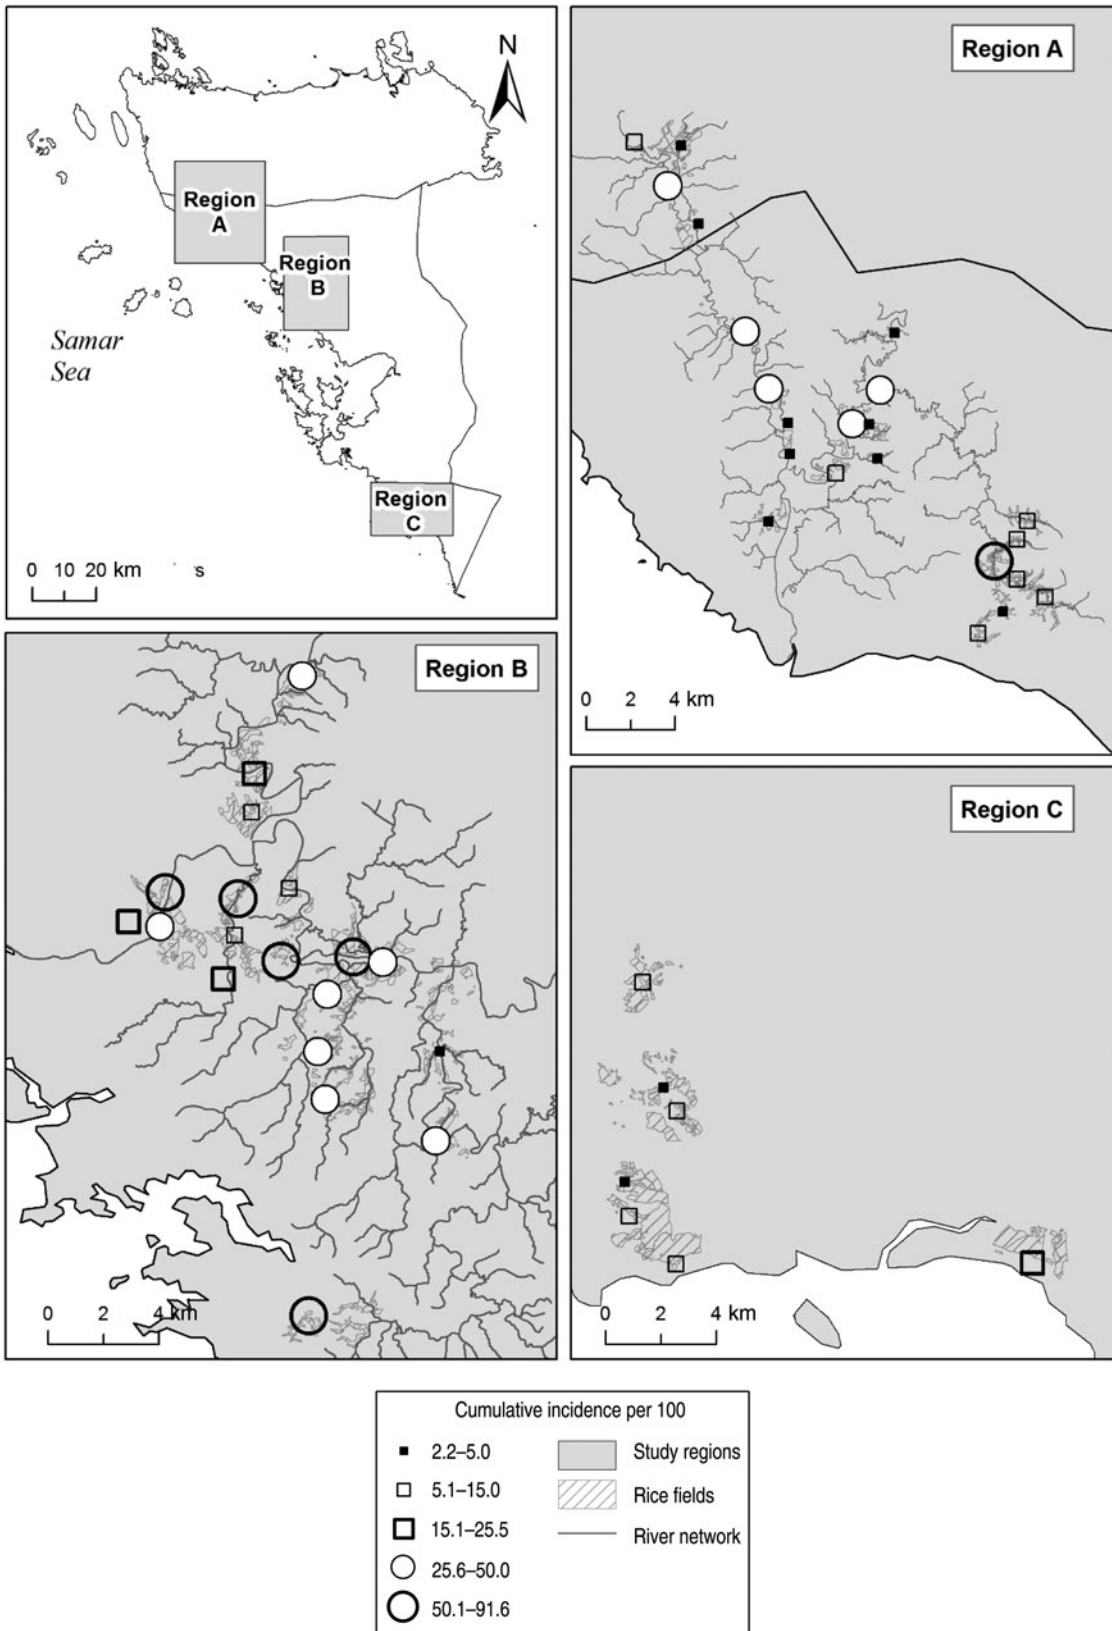 N
Region
A
Region
B
Samar
Sea
Region
C
0 10 20 km
s
Region A
0 2 4 km
Region B
0 2 4 km
Region C
0 2 4 km
Cumulative incidence per 100
2.2–5.0
5.1–15.0
15.1–25.5
25.6–50.0
50.1–91.6
Study regions
Rice fields
River network